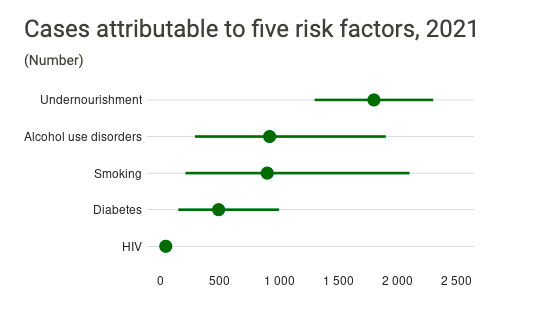 Cases attributable to five risk factors, 2021
(Number)
Undernourishment
Alcohol use disorders
Smoking
Diabetes
HIV
0 500 1 000 1 500 2 000 2 500